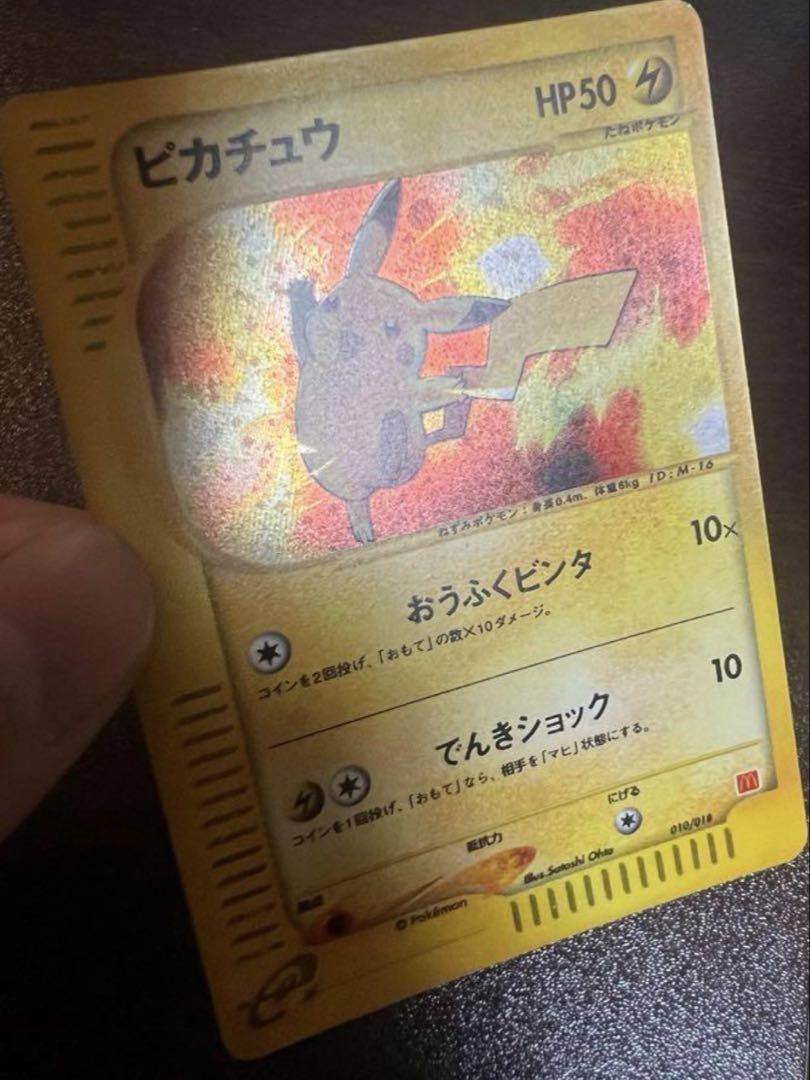 ピカチュウ
HP50
たねポケモン
ねずみポケモン：身長0.4m、体重6kg ID：M-16
おうふくビンタ 10×
コインを2回投げ、「おもて」の数×10ダメージ。
でんきショック 10
コインを1回投げ、「おもて」なら、相手を「マヒ」状態にする。
弱点 抵抗力 にげる
© Pokémon Illus. Satoshi Ohta 010/018